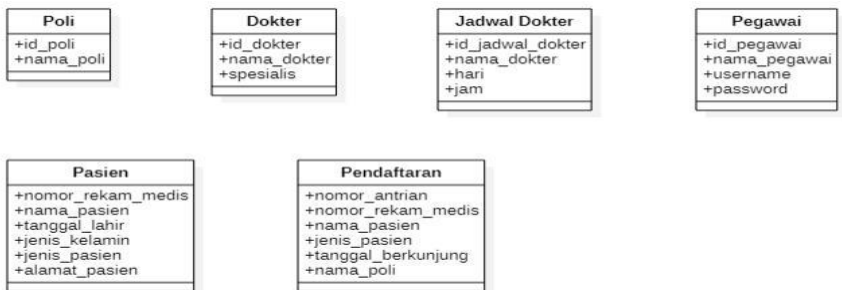 Poli
+id_poli
+nama_poli
Dokter
+id_dokter
+nama_dokter
+spesialis
Jadwal Dokter
+id_jadwal_dokter
+nama_dokter
+hari
+jam
Pegawai
+id_pegawai
+nama_pegawai
+username
+password
Pasien
+nomor_rekam_medis
+nama_pasien
+tanggal_lahir
+jenis_kelamin
+jenis_pasien
+alamat_pasien
Pendaftaran
+nomor_antrian
+nomor_rekam_medis
+nama_pasien
+jenis_pasien
+tanggal_berkunjung
+nama_poli